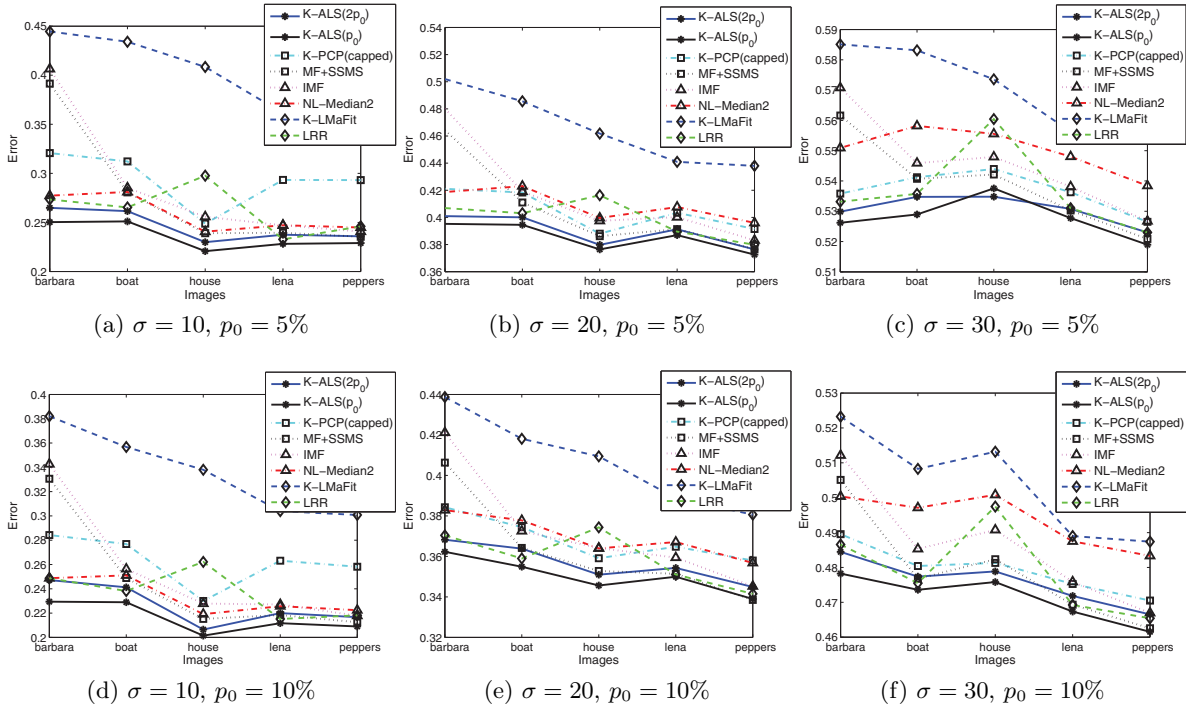 0.45
0.4
0.35
0.3
0.25
0.2
Error
barbara boat house lena peppers
Images
K−ALS(2p0)
K−ALS(p0)
K−PCP(capped)
MF+SSMS
IMF
NL−Median2
K−LMaFit
LRR
(a) σ = 10, p0 = 5%
0.52
0.5
0.48
0.46
0.44
0.42
0.4
0.38
0.36
Error
barbara boat house lena peppers
Images
K−ALS(2p0)
K−ALS(p0)
K−PCP(capped)
MF+SSMS
IMF
NL−Median2
K−LMaFit
LRR
(b) σ = 20, p0 = 5%
0.59
0.58
0.57
0.56
0.55
0.54
0.53
0.52
0.51
Error
barbara boat house lena peppers
Images
K−ALS(2p0)
K−ALS(p0)
K−PCP(capped)
MF+SSMS
IMF
NL−Median2
K−LMaFit
LRR
(c) σ = 30, p0 = 5%
0.4
0.38
0.36
0.34
0.32
0.3
0.28
0.26
0.24
0.22
0.2
Error
barbara boat house lena peppers
Images
K−ALS(2p0)
K−ALS(p0)
K−PCP(capped)
MF+SSMS
IMF
NL−Median2
K−LMaFit
LRR
(d) σ = 10, p0 = 10%
0.44
0.42
0.4
0.38
0.36
0.34
0.32
Error
barbara boat house lena peppers
Images
K−ALS(2p0)
K−ALS(p0)
K−PCP(capped)
MF+SSMS
IMF
NL−Median2
K−LMaFit
LRR
(e) σ = 20, p0 = 10%
0.53
0.52
0.51
0.5
0.49
0.48
0.47
0.46
Error
barbara boat house lena peppers
Images
K−ALS(2p0)
K−ALS(p0)
K−PCP(capped)
MF+SSMS
IMF
NL−Median2
K−LMaFit
LRR
(f) σ = 30, p0 = 10%